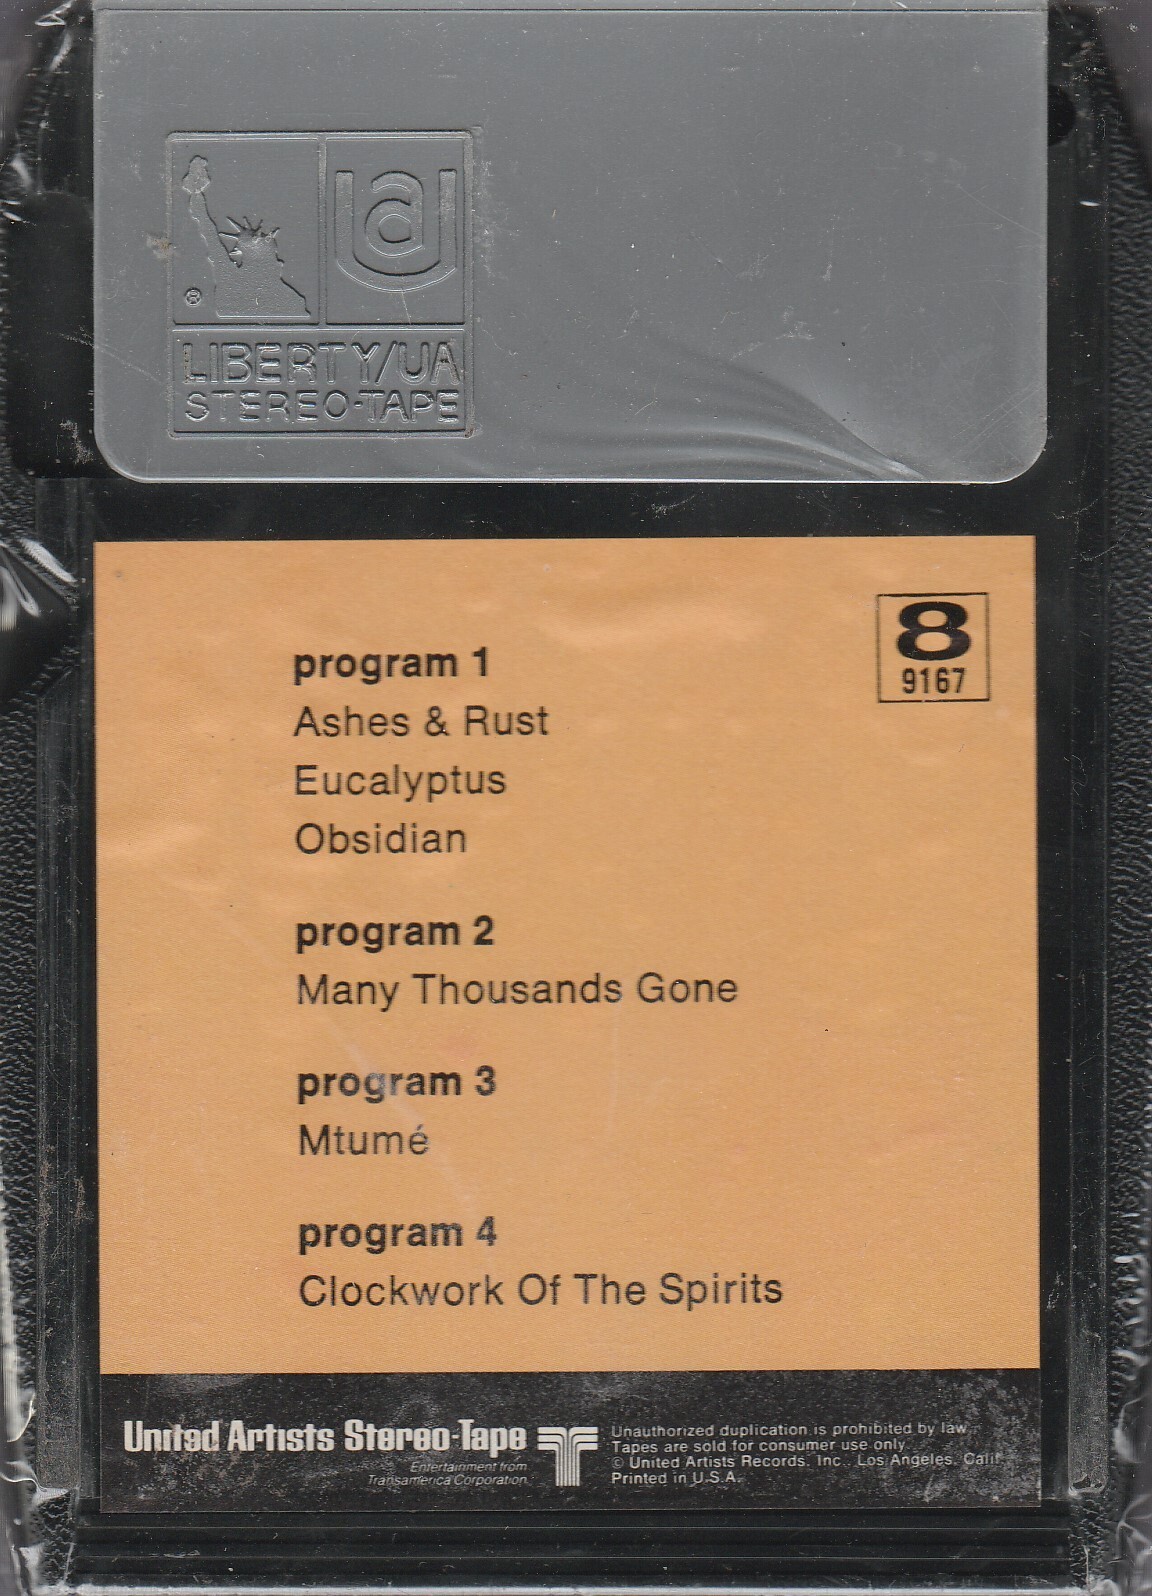 ®
LIBERTY/UA
STEREO-TAPE
8
9167
program 1
Ashes & Rust
Eucalyptus
Obsidian
program 2
Many Thousands Gone
program 3
Mtumé
program 4
Clockwork Of The Spirits
United Artists Stereo-Tape
Entertainment from
Transamerica Corporation
Unauthorized duplication is prohibited by law.
Tapes are sold for consumer use only.
© United Artists Records, Inc., Los Angeles, Calif.
Printed in U.S.A.